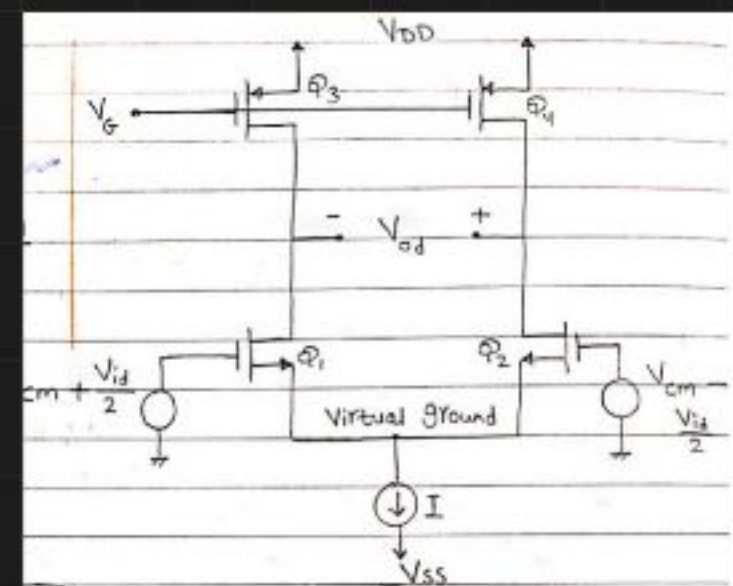 VDD
Q3
Q4
VG
- Vod +
Q1
Q2
cm + Vid/2
Vcm - Vid/2
Virtual ground
I
VSS